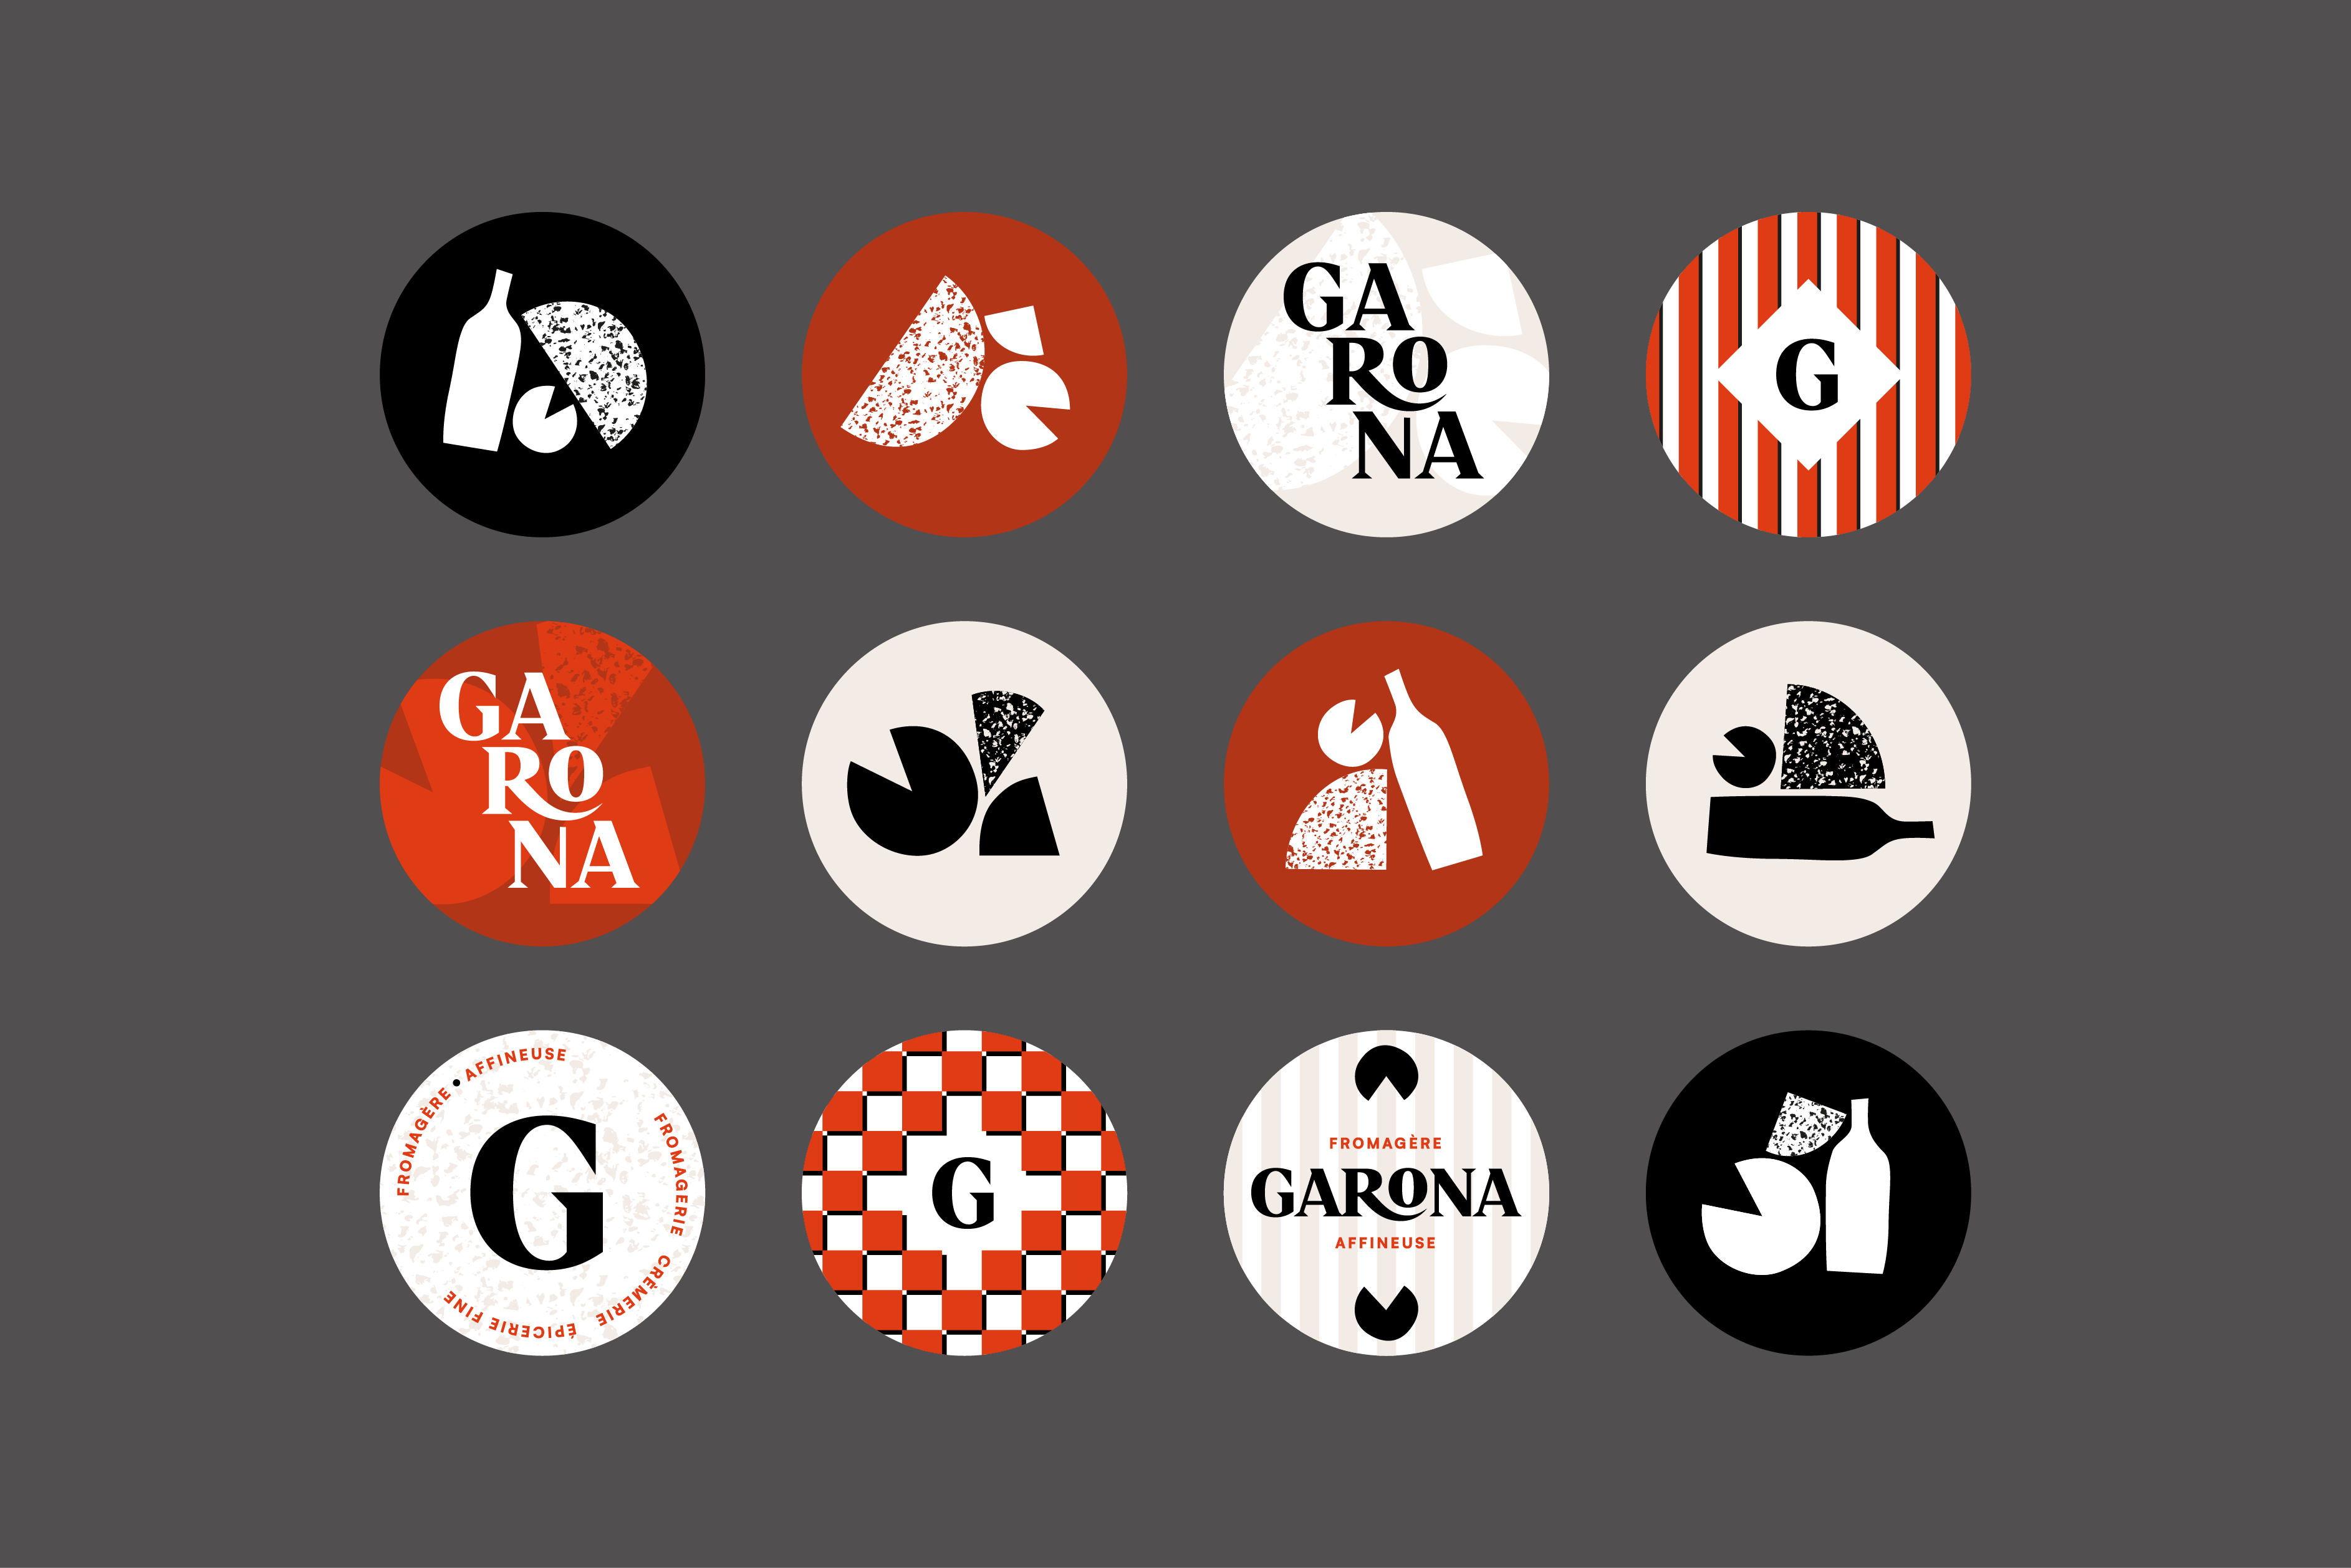 GA
RO
NA
G
GA
RO
NA
FROMAGÈRE • AFFINEUSE
FROMAGERIE CRÈMERIE ÉPICERIE FINE
G
G
FROMAGÈRE
GARONA
AFFINEUSE